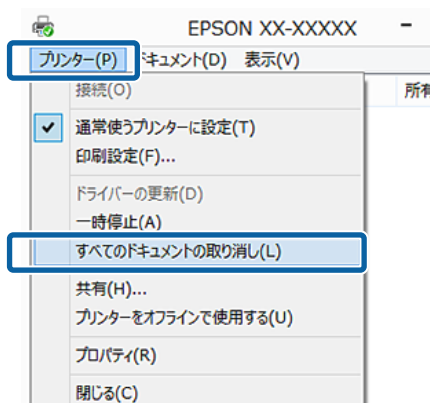 EPSON XX-XXXXX
プリンター(P) ドキュメント(D) 表示(V)
接続(O) 所有
通常使うプリンターに設定(T)
印刷設定(F)...
ドライバーの更新(D)
一時停止(A)
すべてのドキュメントの取り消し(L)
共有(H)...
プリンターをオフラインで使用する(U)
プロパティ(R)
閉じる(C)